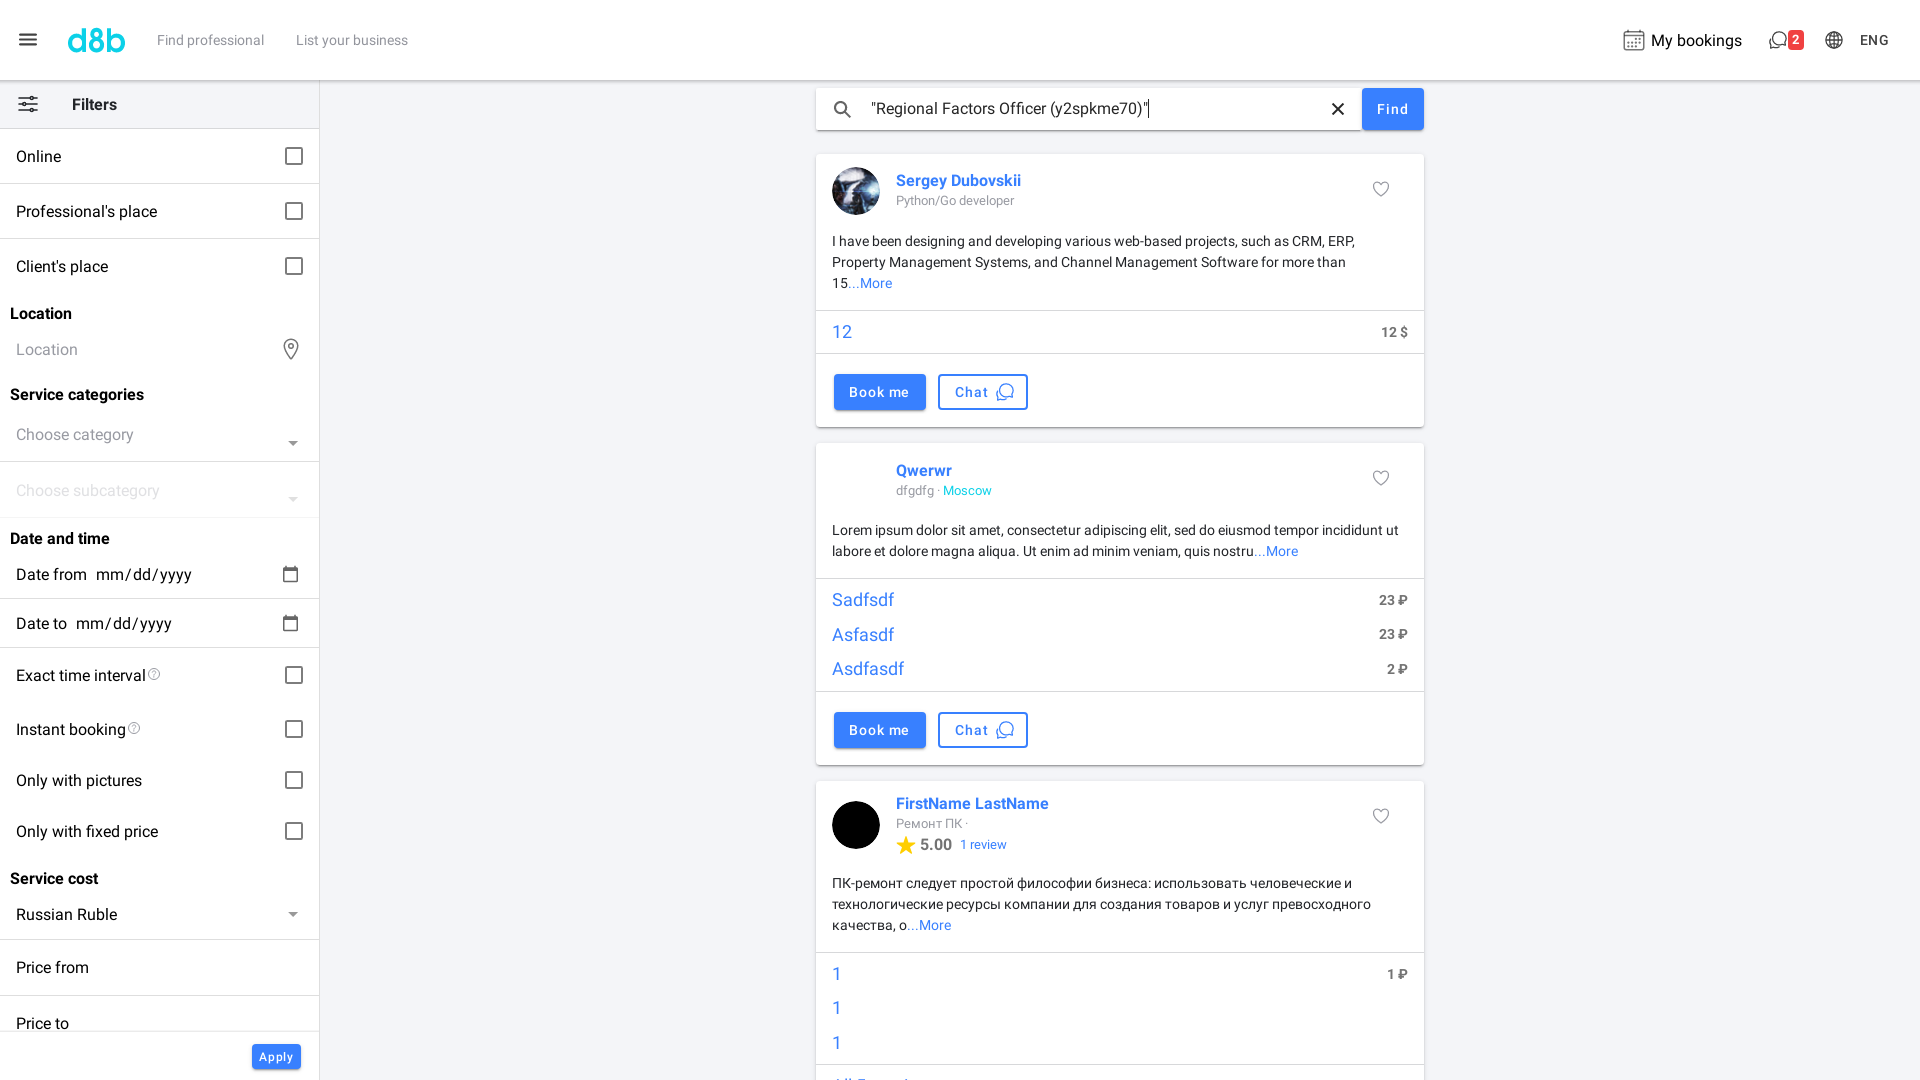 d8b
Find professional
List your business
My bookings
2
ENG
Filters
Online
Professional's place
Client's place
Location
Location
Service categories
Choose category
Choose subcategory
Date and time
Date from mm/dd/yyyy
Date to mm/dd/yyyy
Exact time interval
Instant booking
Only with pictures
Only with fixed price
Service cost
Russian Ruble
Price from
Price to
Apply
"Regional Factors Officer (y2spkme70)"
Find
Sergey Dubovskii
Python/Go developer
I have been designing and developing various web-based projects, such as CRM, ERP,
Property Management Systems, and Channel Management Software for more than
15...More
12 12 $
Book me Chat
Qwerwr
dfgdfg · Moscow
Lorem ipsum dolor sit amet, consectetur adipiscing elit, sed do eiusmod tempor incididunt ut
labore et dolore magna aliqua. Ut enim ad minim veniam, quis nostru...More
Sadfsdf 23 ₽
Asfasdf 23 ₽
Asdfasdf 2 ₽
Book me Chat
FirstName LastName
Ремонт ПК ·
5.00 1 review
ПК-ремонт следует простой философии бизнеса: использовать человеческие и
технологические ресурсы компании для создания товаров и услуг превосходного
качества, о...More
1 1 ₽
1
1